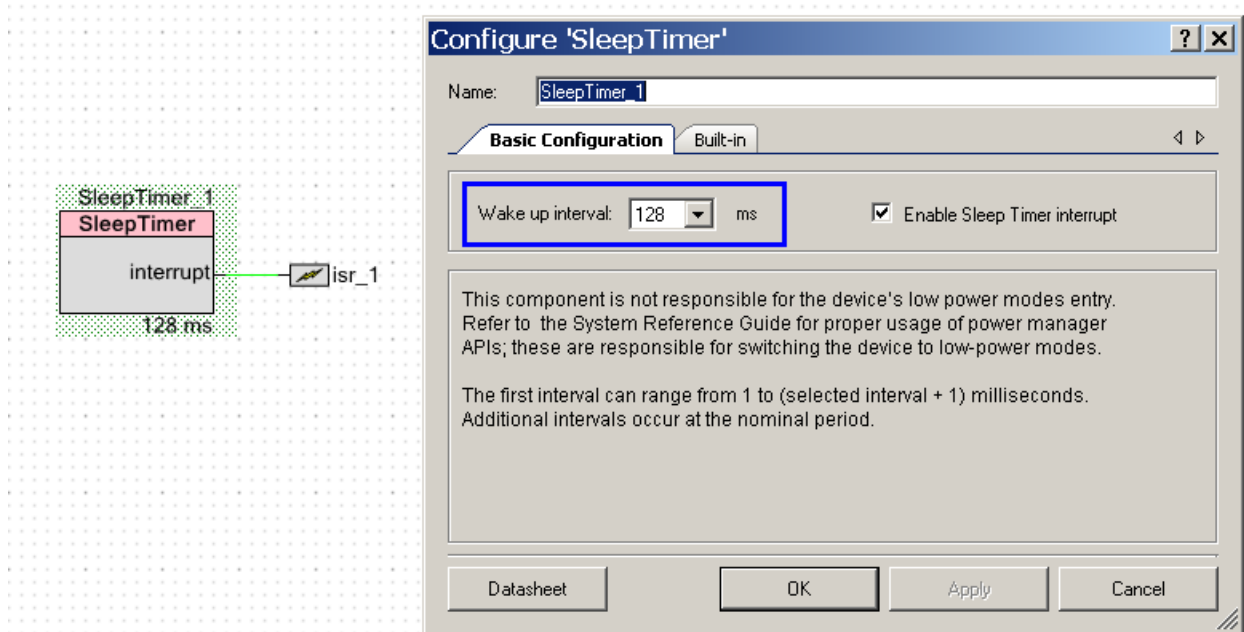 SleepTimer_1
SleepTimer
interrupt
isr_1
128 ms
Configure 'SleepTimer'
?
Name: SleepTimer_1
Basic Configuration Built-in
Wake up interval: 128 ms Enable Sleep Timer interrupt
This component is not responsible for the device's low power modes entry.
Refer to the System Reference Guide for proper usage of power manager
APIs; these are responsible for switching the device to low-power modes.
The first interval can range from 1 to (selected interval + 1) milliseconds.
Additional intervals occur at the nominal period.
Datasheet OK Apply Cancel